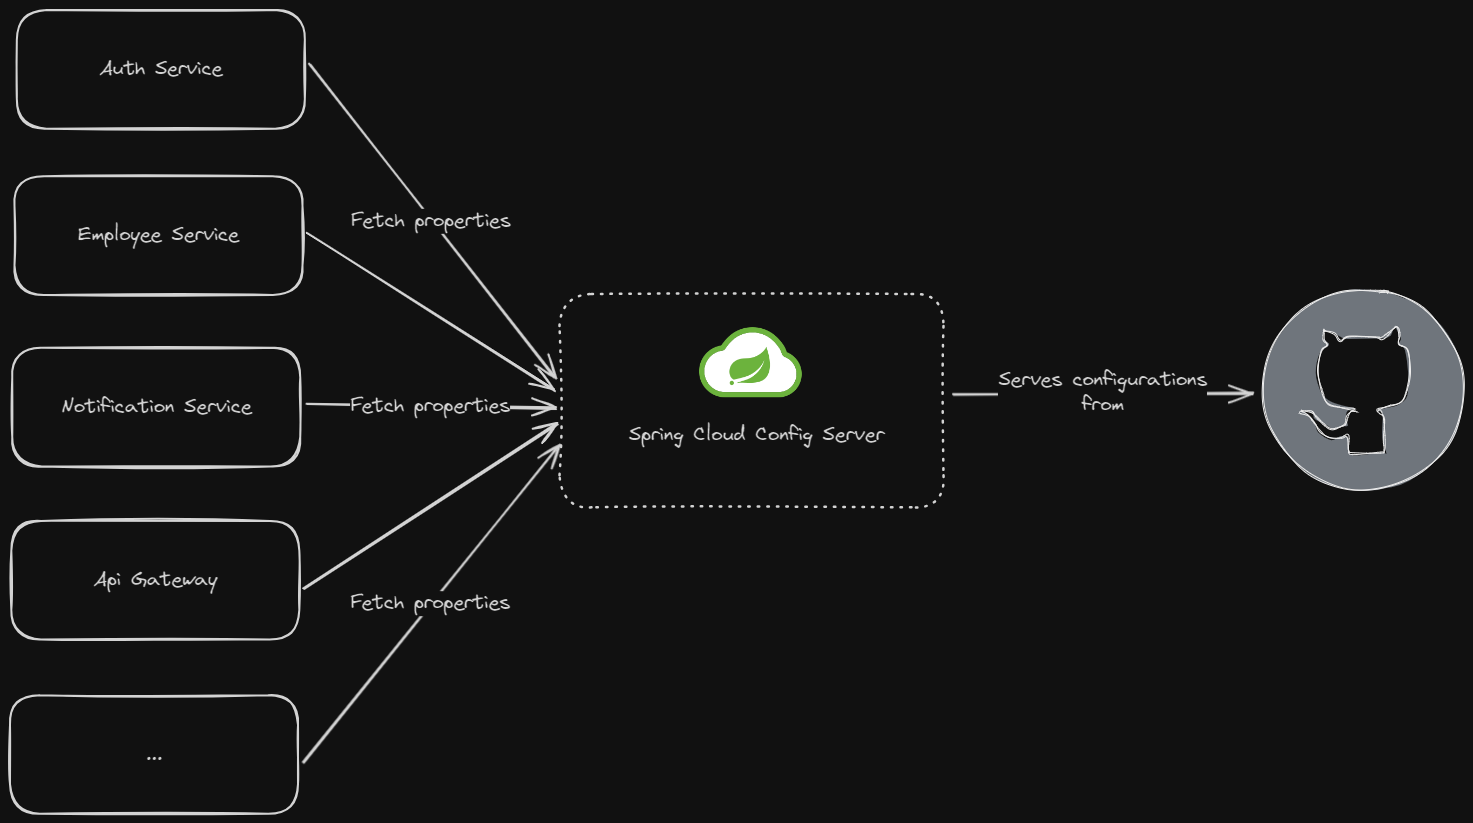 Auth Service
Employee Service
Fetch properties
Notification Service
Fetch properties
Api Gateway
Fetch properties
...
Spring Cloud Config Server
Serves configurations
from